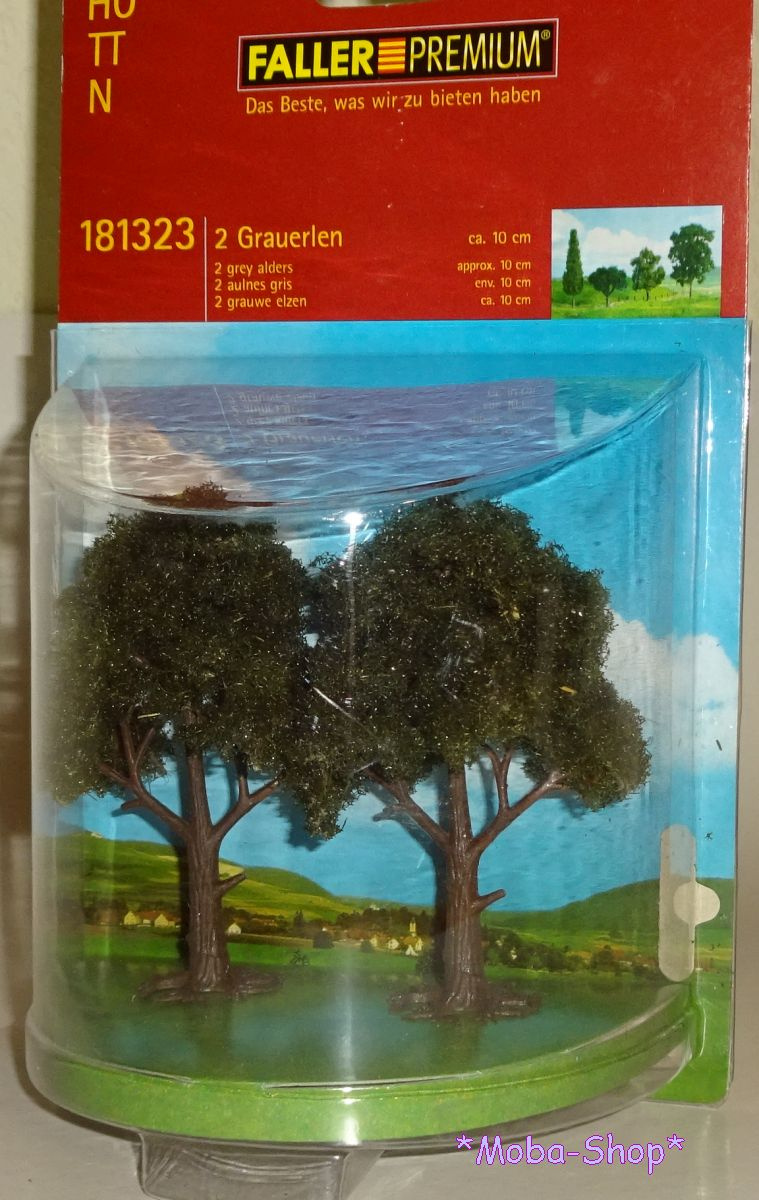 HO
TT
N
FALLER PREMIUM®
Das Beste, was wir zu bieten haben
181323
2 Grauerlen ca. 10 cm
2 grey alders approx. 10 cm
2 aulnes gris env. 10 cm
2 grauwe elzen ca. 10 cm
*Moba-Shop*